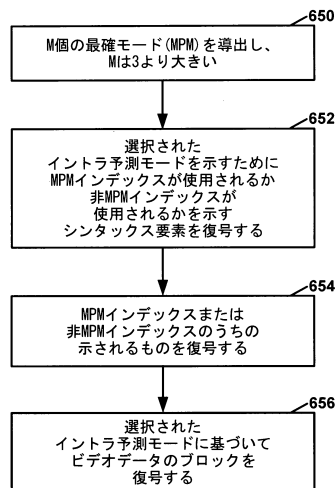 650
M個の最確モード(MPM)を導出し、
Mは3より大きい
652
選択された
イントラ予測モードを示すために
MPMインデックスが使用されるか
非MPMインデックスが
使用されるかを示す
シンタックス要素を復号する
654
MPMインデックスまたは
非MPMインデックスのうちの
示されるものを復号する
656
選択された
イントラ予測モードに基づいて
ビデオデータのブロックを
復号する